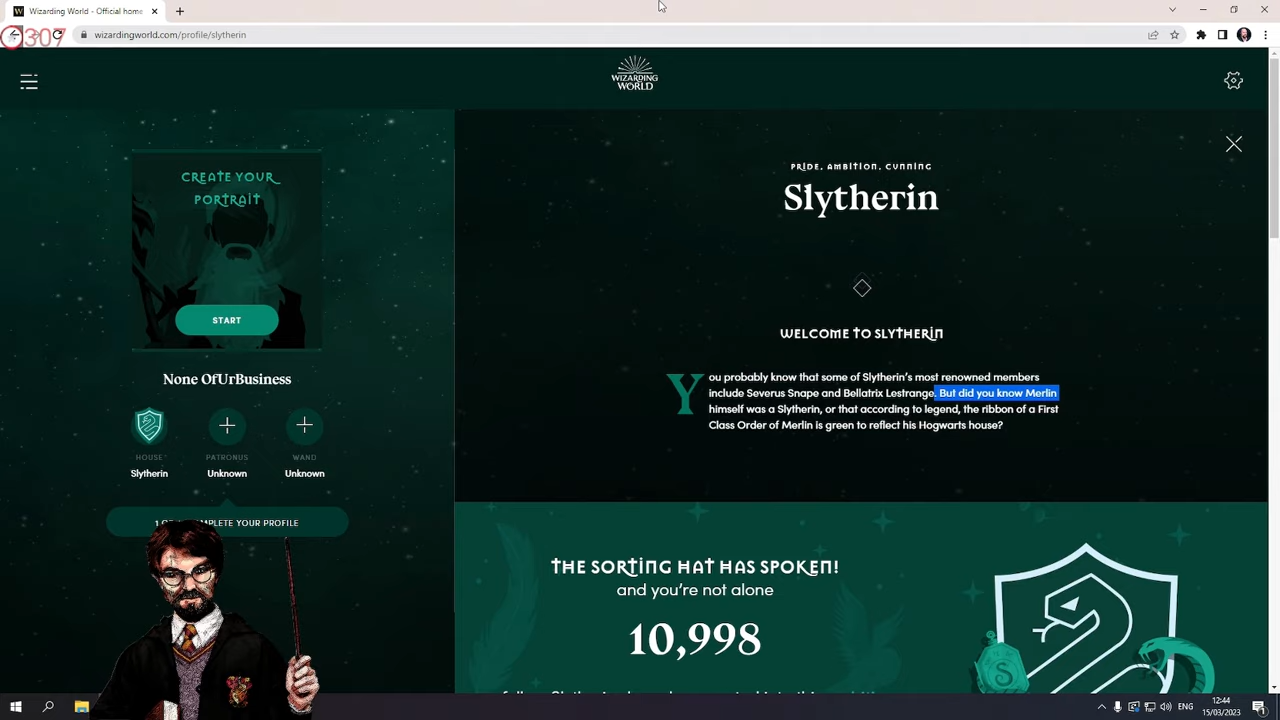 Wizarding World - Official home
307
wizardingworld.com/profile/slytherin
WIZARDING
WORLD
CREATE YOUR
PORTRAIT
START
None OfUrBusiness
HOUSE
PATRONUS
WAND
Slytherin
Unknown
Unknown
COMPLETE YOUR PROFILE
PRIDE, AMBITION, CUNNING
Slytherin
WELCOME TO SLYTHERIN
You probably know that some of Slytherin's most renowned members
include Severus Snape and Bellatrix Lestrange. But did you know Merlin
himself was a Slytherin, or that according to legend, the ribbon of a First
Class Order of Merlin is green to reflect his Hogwarts house?
THE SORTING HAT HAS SPOKEN!
and you're not alone
10,998
S
ENG
12:44
15/03/2023